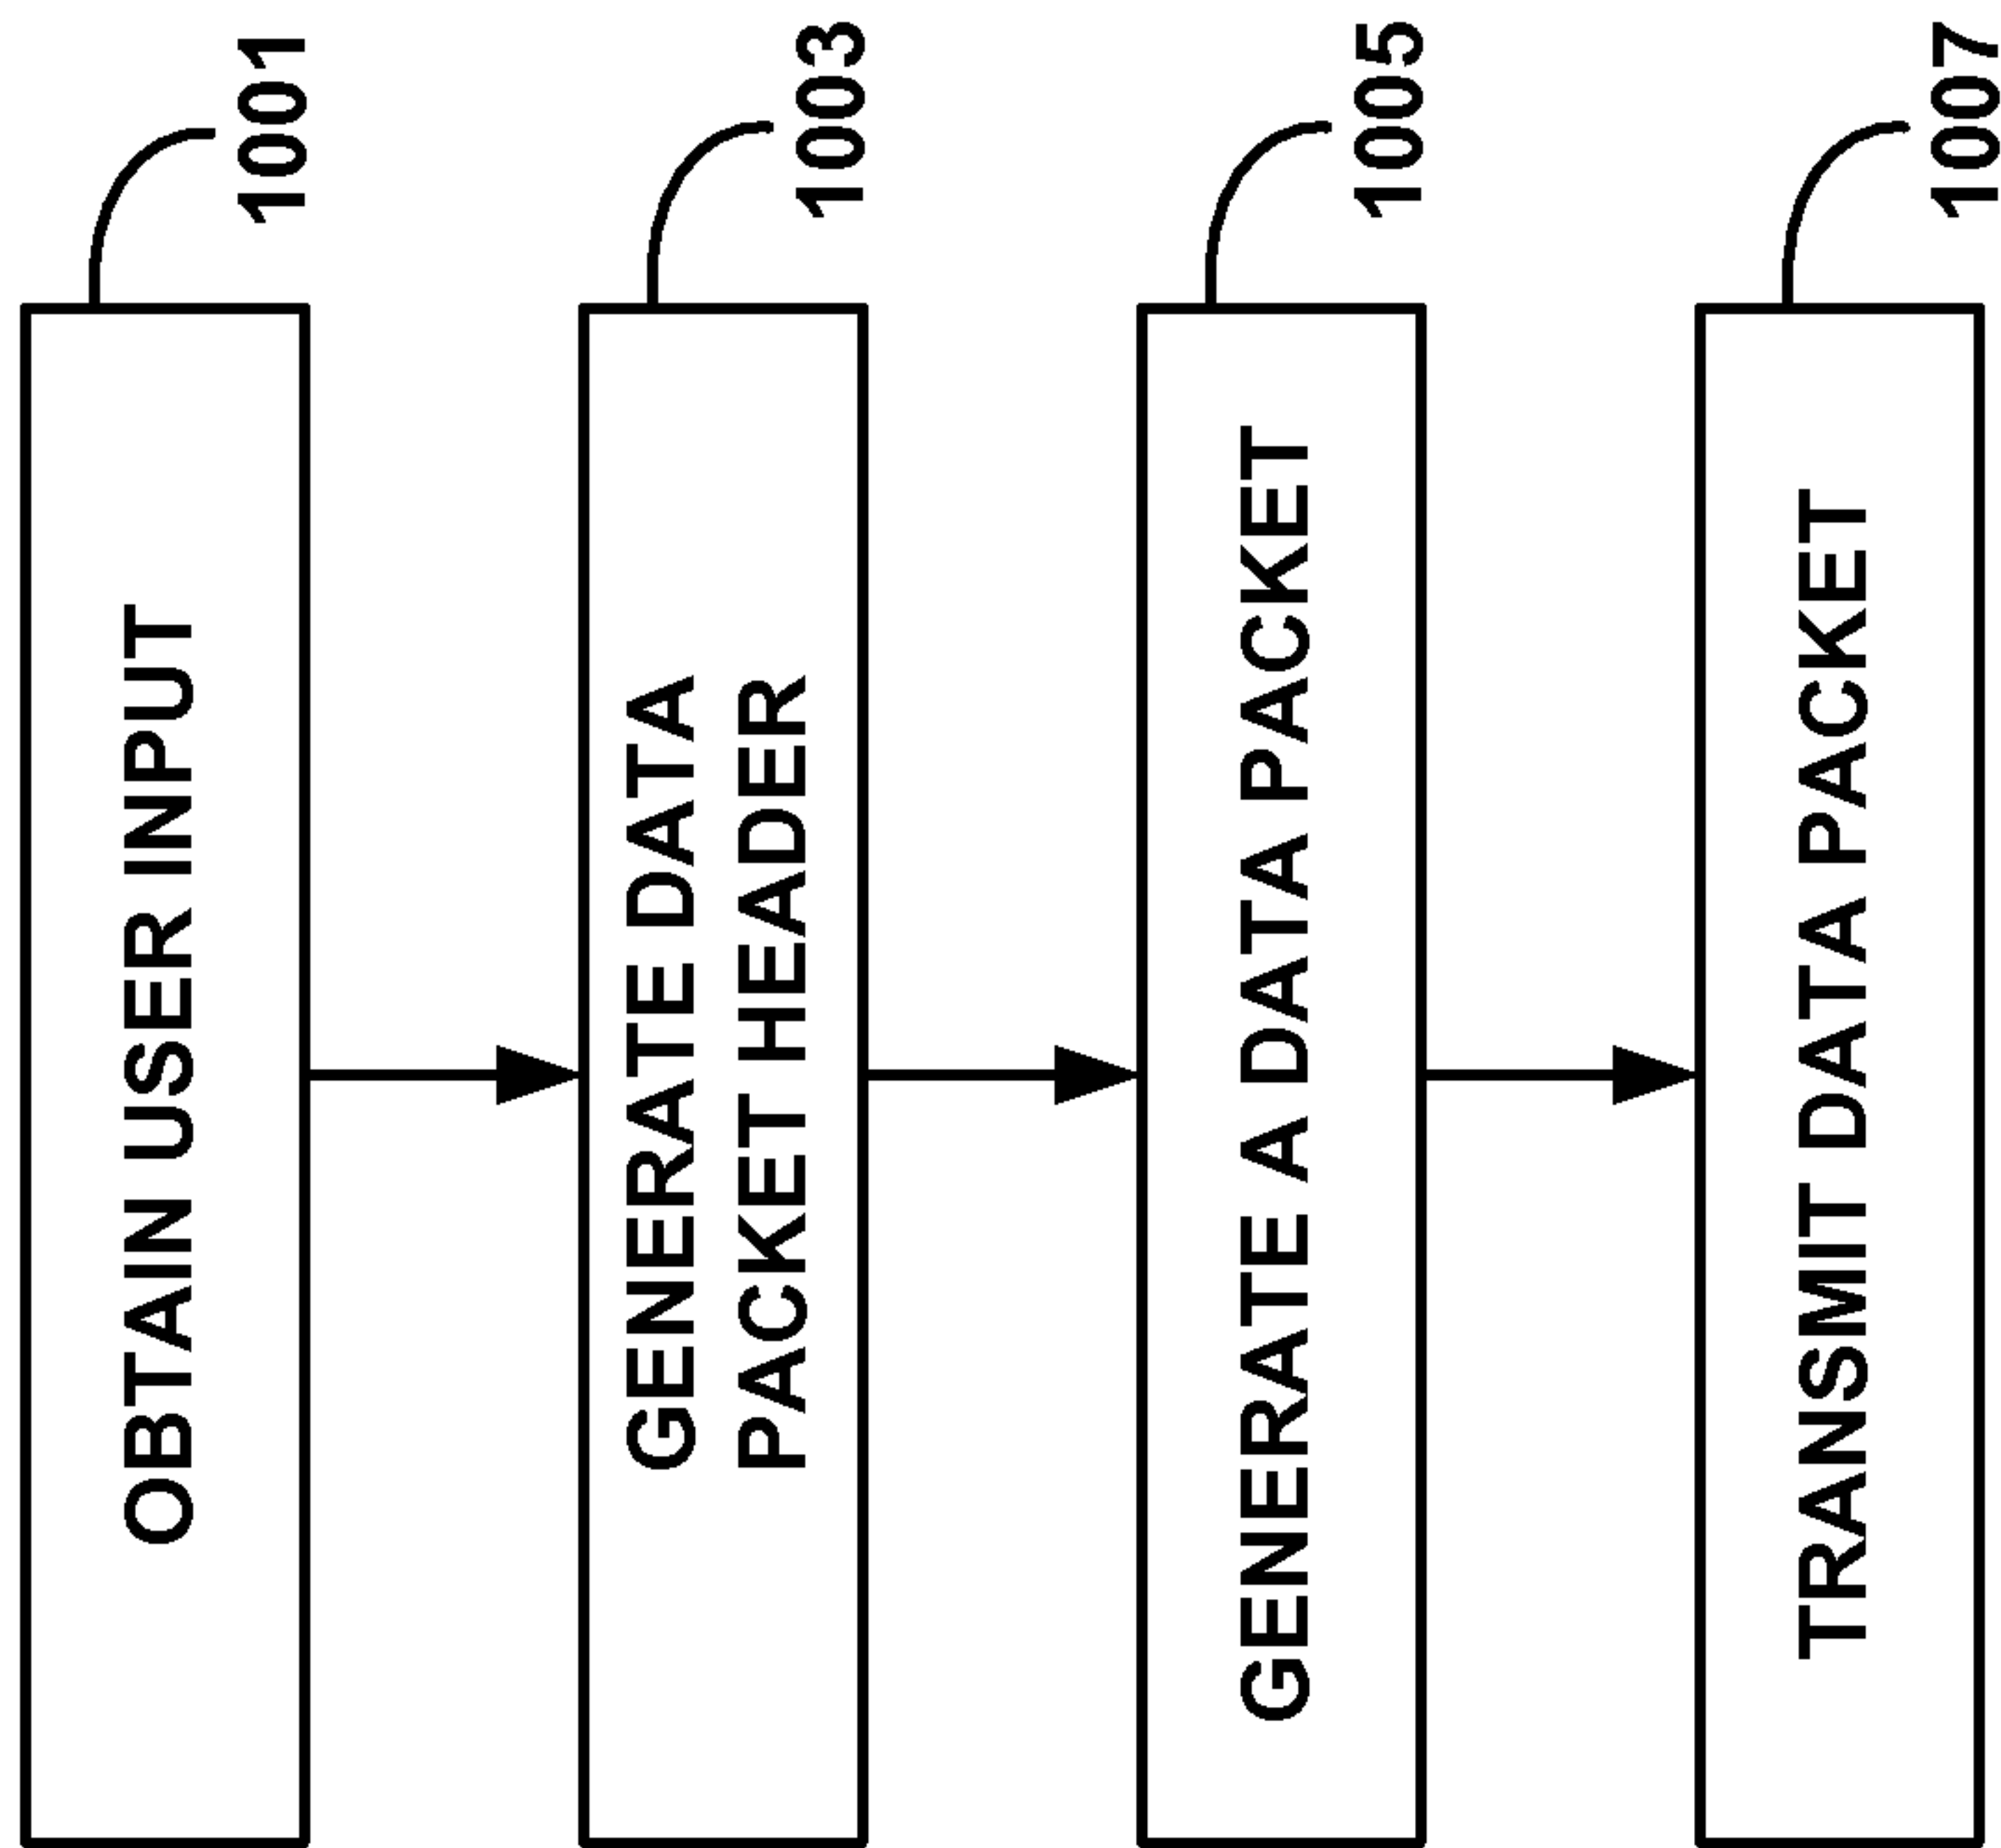 OBTAIN USER INPUT
1001
GENERATE DATA
PACKET HEADER
1003
GENERATE A DATA PACKET
1005
TRANSMIT DATA PACKET
1007